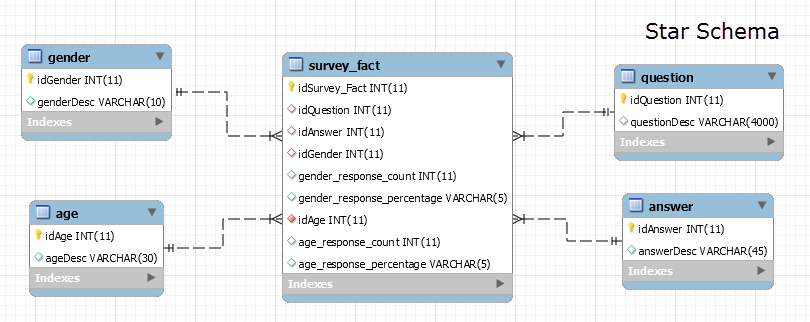 Star Schema
gender
idGender INT(11)
genderDesc VARCHAR(10)
Indexes
survey_fact
idSurvey_Fact INT(11)
idQuestion INT(11)
idAnswer INT(11)
idGender INT(11)
gender_response_count INT(11)
gender_response_percentage VARCHAR(5)
idAge INT(11)
age_response_count INT(11)
age_response_percentage VARCHAR(5)
Indexes
question
idQuestion INT(11)
questionDesc VARCHAR(4000)
Indexes
age
idAge INT(11)
ageDesc VARCHAR(30)
Indexes
answer
idAnswer INT(11)
answerDesc VARCHAR(45)
Indexes